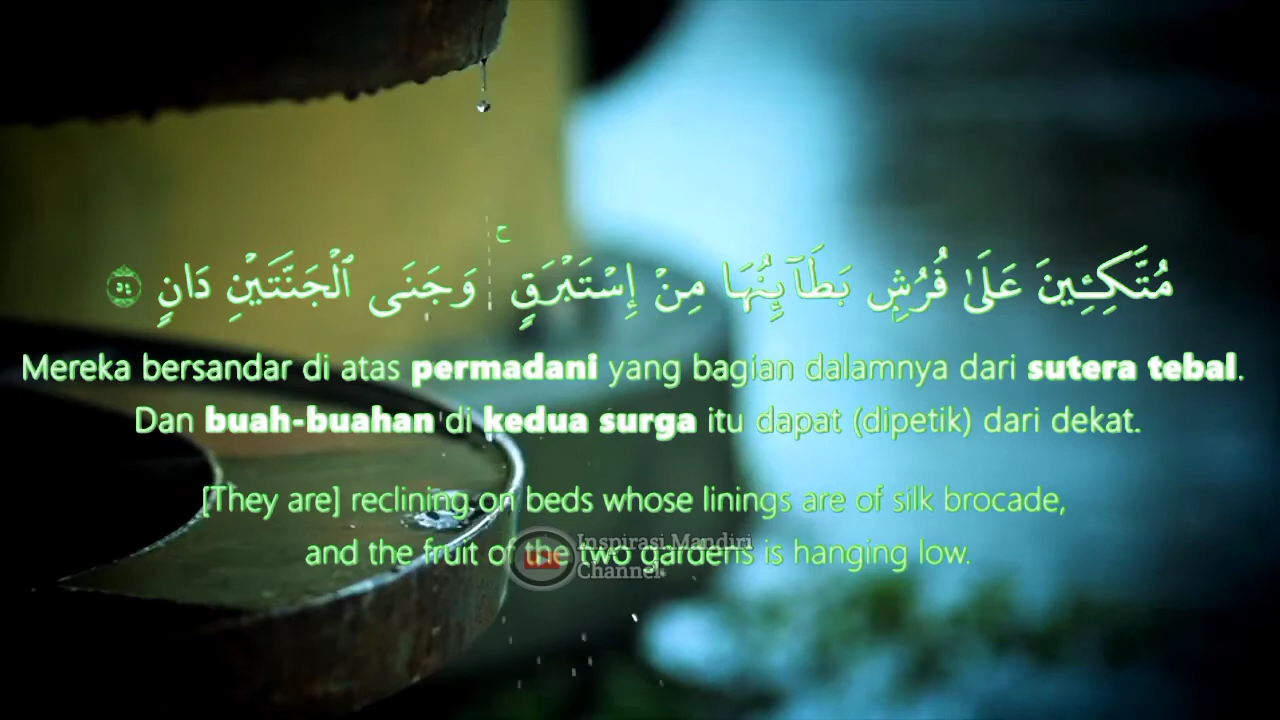 مُتَّكِـِٔينَ عَلَىٰ فُرُشٍۭ بَطَآئِنُهَا مِنْ إِسْتَبْرَقٍ ۚ وَجَنَى ٱلْجَنَّتَيْنِ دَانٍ ٥٤
Mereka bersandar di atas permadani yang bagian dalamnya dari sutera tebal.
Dan buah-buahan di kedua surga itu dapat (dipetik) dari dekat.
[They are] reclining on beds whose linings are of silk brocade,
and the fruit of the two gardens is hanging low.
Inspirasi Mandiri
Channel